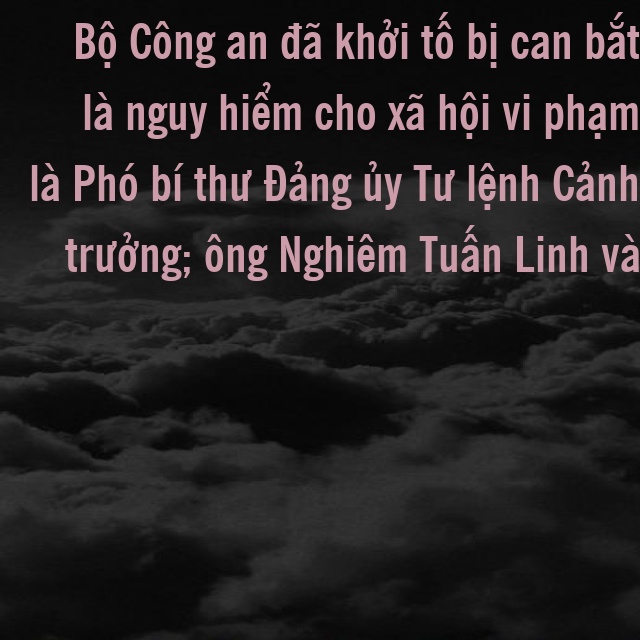 Bộ Công an đã khởi tố bị can bắt
là nguy hiểm cho xã hội vi phạm
là Phó bí thư Đảng ủy Tư lệnh Cảnh
trưởng; ông Nghiêm Tuấn Linh và